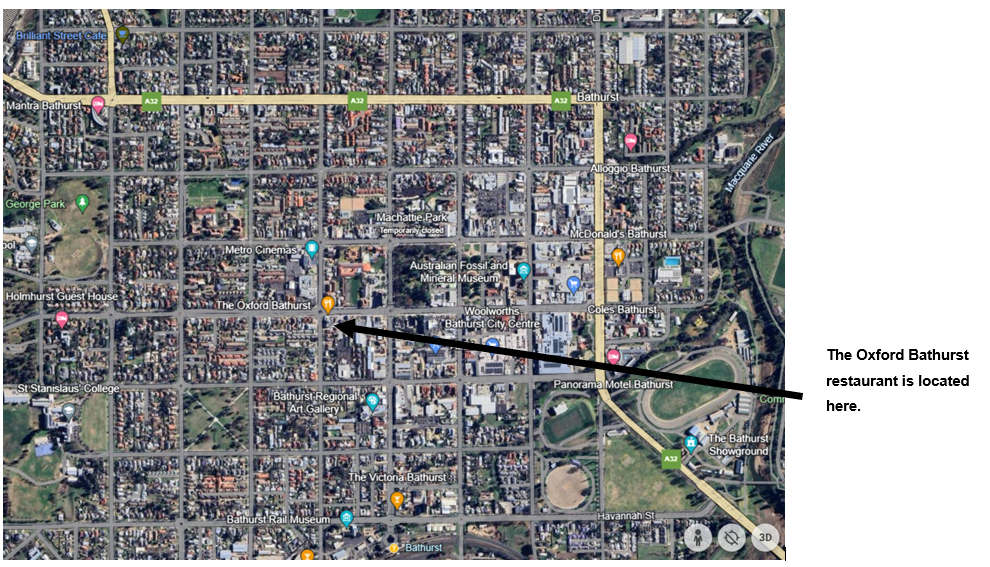 Du
Brilliant Street Cafe
Mantra Bathurst
A32
A32
A32
Bathurst
Alloggio Bathurst
Macquarie River
George Park
Machattie Park
Temporarily closed
McDonald's Bathurst
ool
Metro Cinemas
Australian Fossil and
Mineral Museum
Holmhurst Guest House
The Oxford Bathurst
Woolworths
Bathurst City Centre
Coles Bathurst
The Oxford Bathurst
restaurant is located
here.
St Stanislaus' College
Panorama Motel Bathurst
Bathurst Regional
Art Gallery
Com
The Bathurst
Showground
A32
The Victoria Bathurst
Bathurst Rail Museum
Havannah St
3D
Bathurst